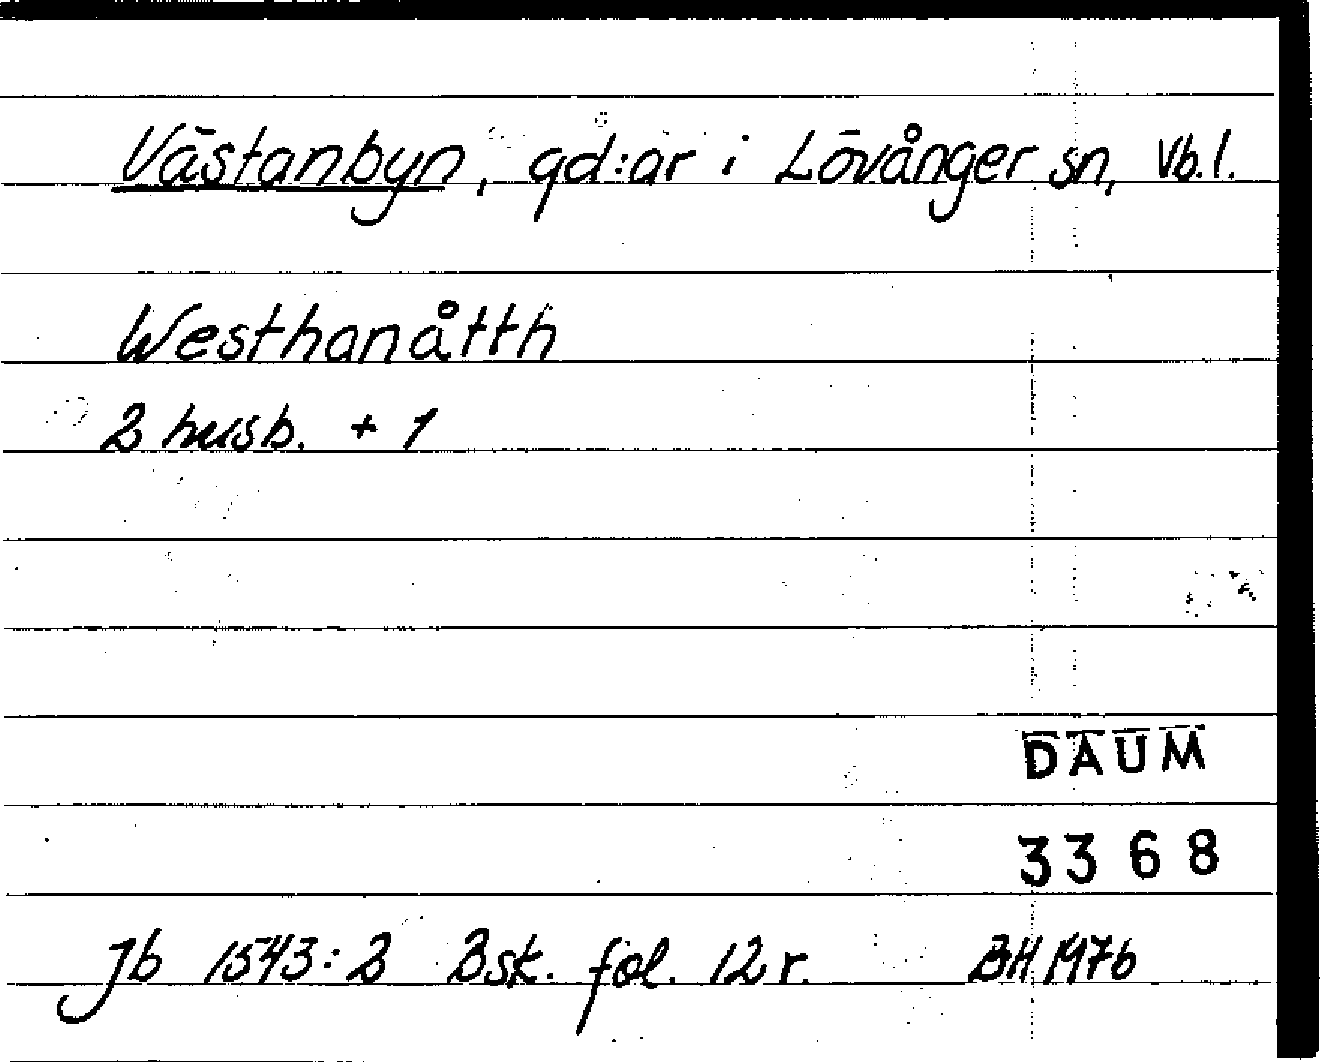 Västanbyn, gd:ar i Lövånger sn, Vb.l.
Westhanåtth
2 husb. + 1
DAUM
3368
Jb 1543:2 Bsk. fol. 12 r. BH 1976